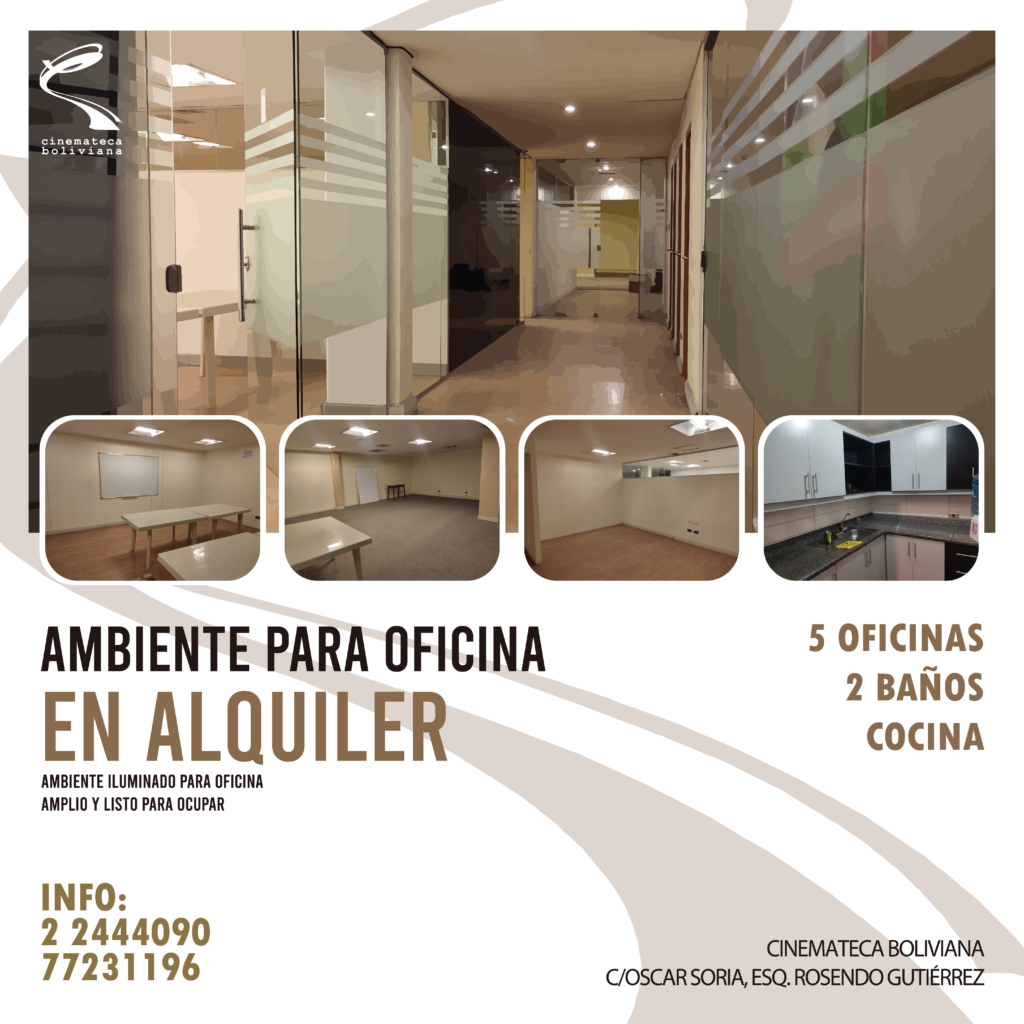 cinemateca
boliviana
AMBIENTE PARA OFICINA
EN ALQUILER
AMBIENTE ILUMINADO PARA OFICINA
AMPLIO Y LISTO PARA OCUPAR
5 OFICINAS
2 BAÑOS
COCINA
INFO:
2 2444090
77231196
CINEMATECA BOLIVIANA
C/OSCAR SORIA, ESQ. ROSENDO GUTIÉRREZ